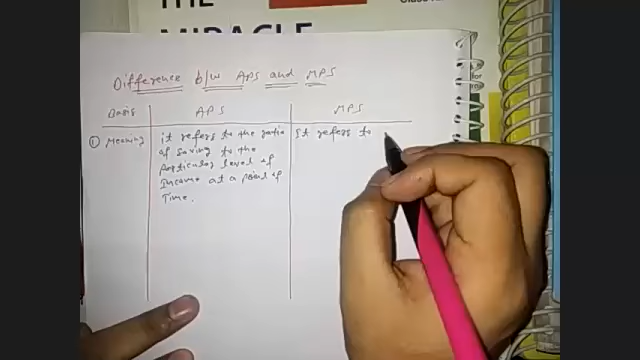 THE
MIRACLE
Difference b/w APS and MPS
Basis
APS
MPS
① Meaning
it refers to the ratio
of saving to the
particular level of
Income at a point of
Time.
It refers to